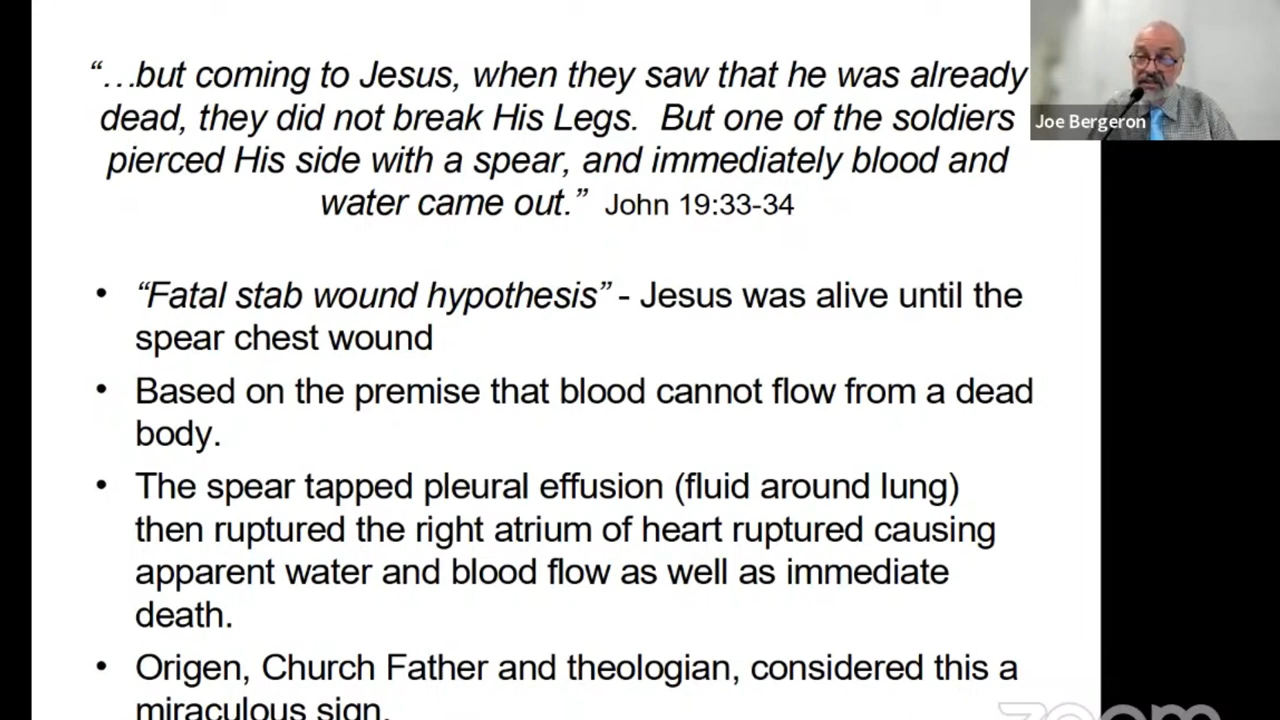 “…but coming to Jesus, when they saw that he was already
dead, they did not break His Legs. But one of the soldiers
pierced His side with a spear, and immediately blood and
water came out.” John 19:33-34
• “Fatal stab wound hypothesis” - Jesus was alive until the
spear chest wound
• Based on the premise that blood cannot flow from a dead
body.
• The spear tapped pleural effusion (fluid around lung)
then ruptured the right atrium of heart ruptured causing
apparent water and blood flow as well as immediate
death.
• Origen, Church Father and theologian, considered this a
miraculous sign.
Joe Bergeron
zoom